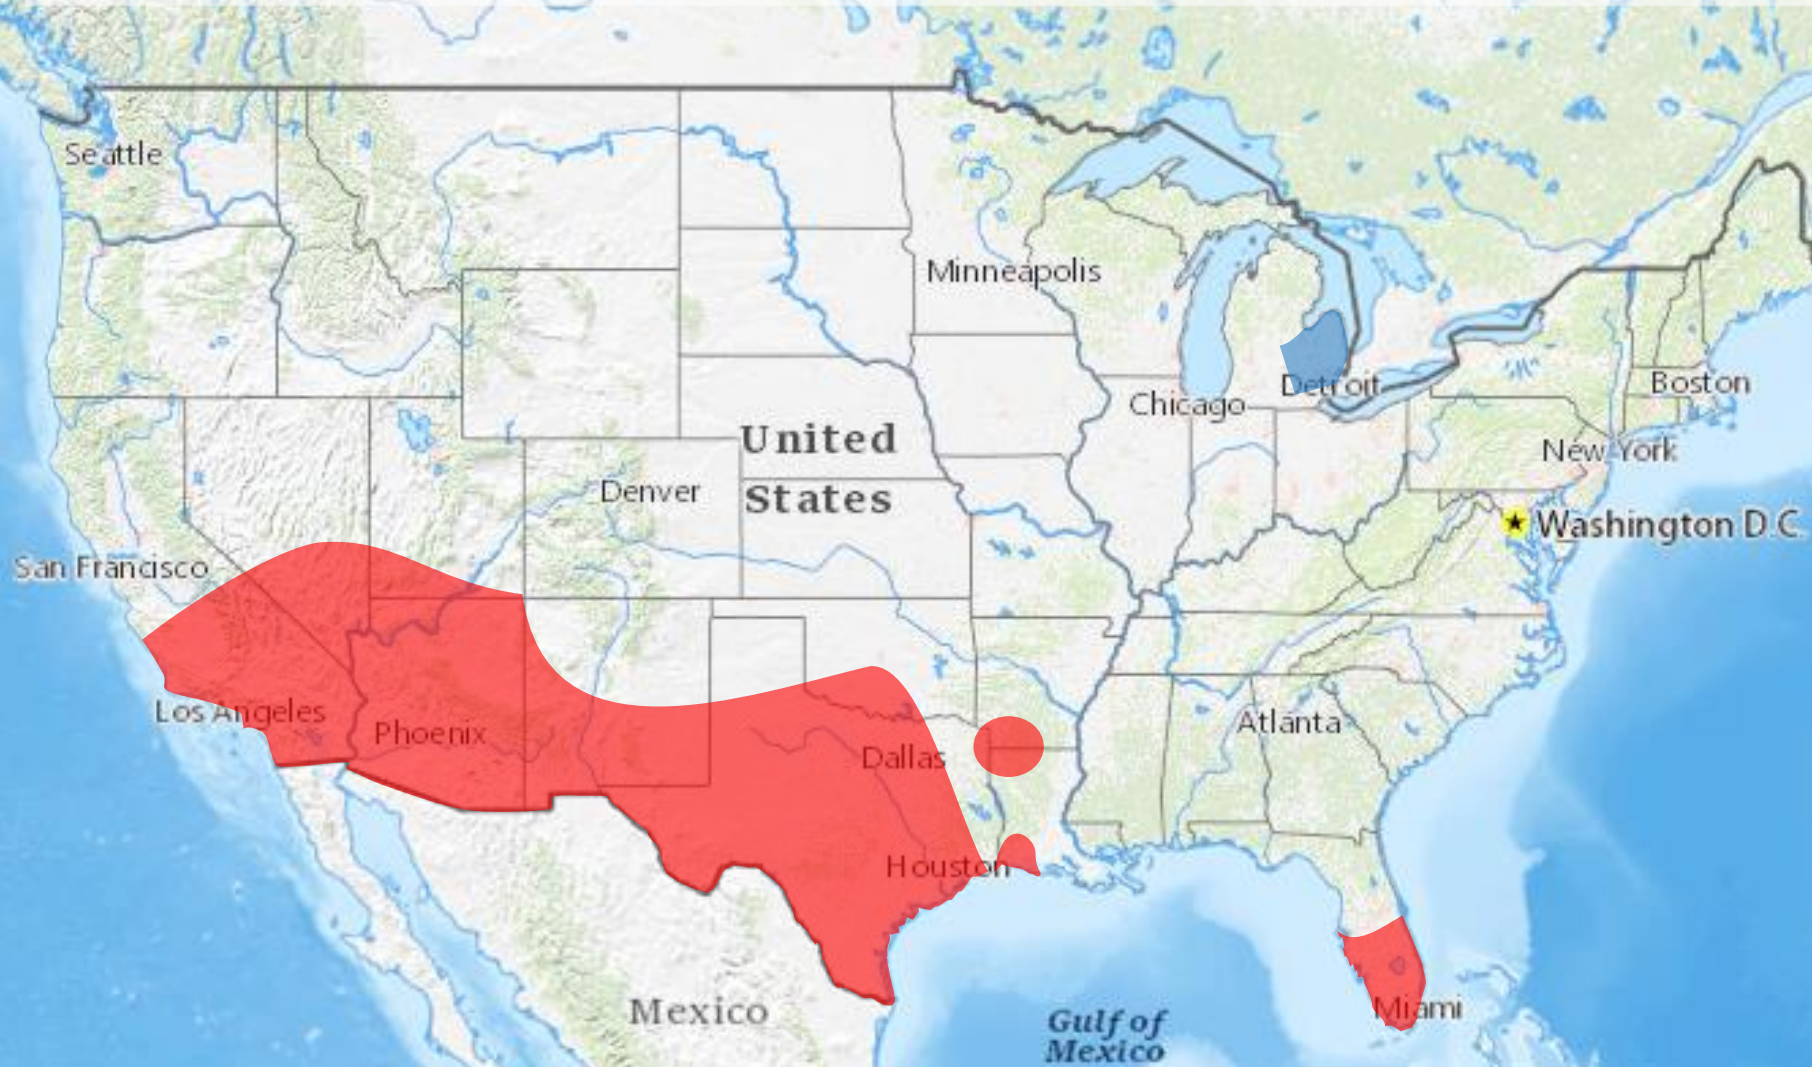 Seattle
Minneapolis
Detroit
Boston
Chicago
United
New York
Denver
States
Washington D.C.
San Francisco
Los Angeles
Phoenix
Atlanta
Dallas
Houston
Miami
Mexico
Gulf of
Mexico